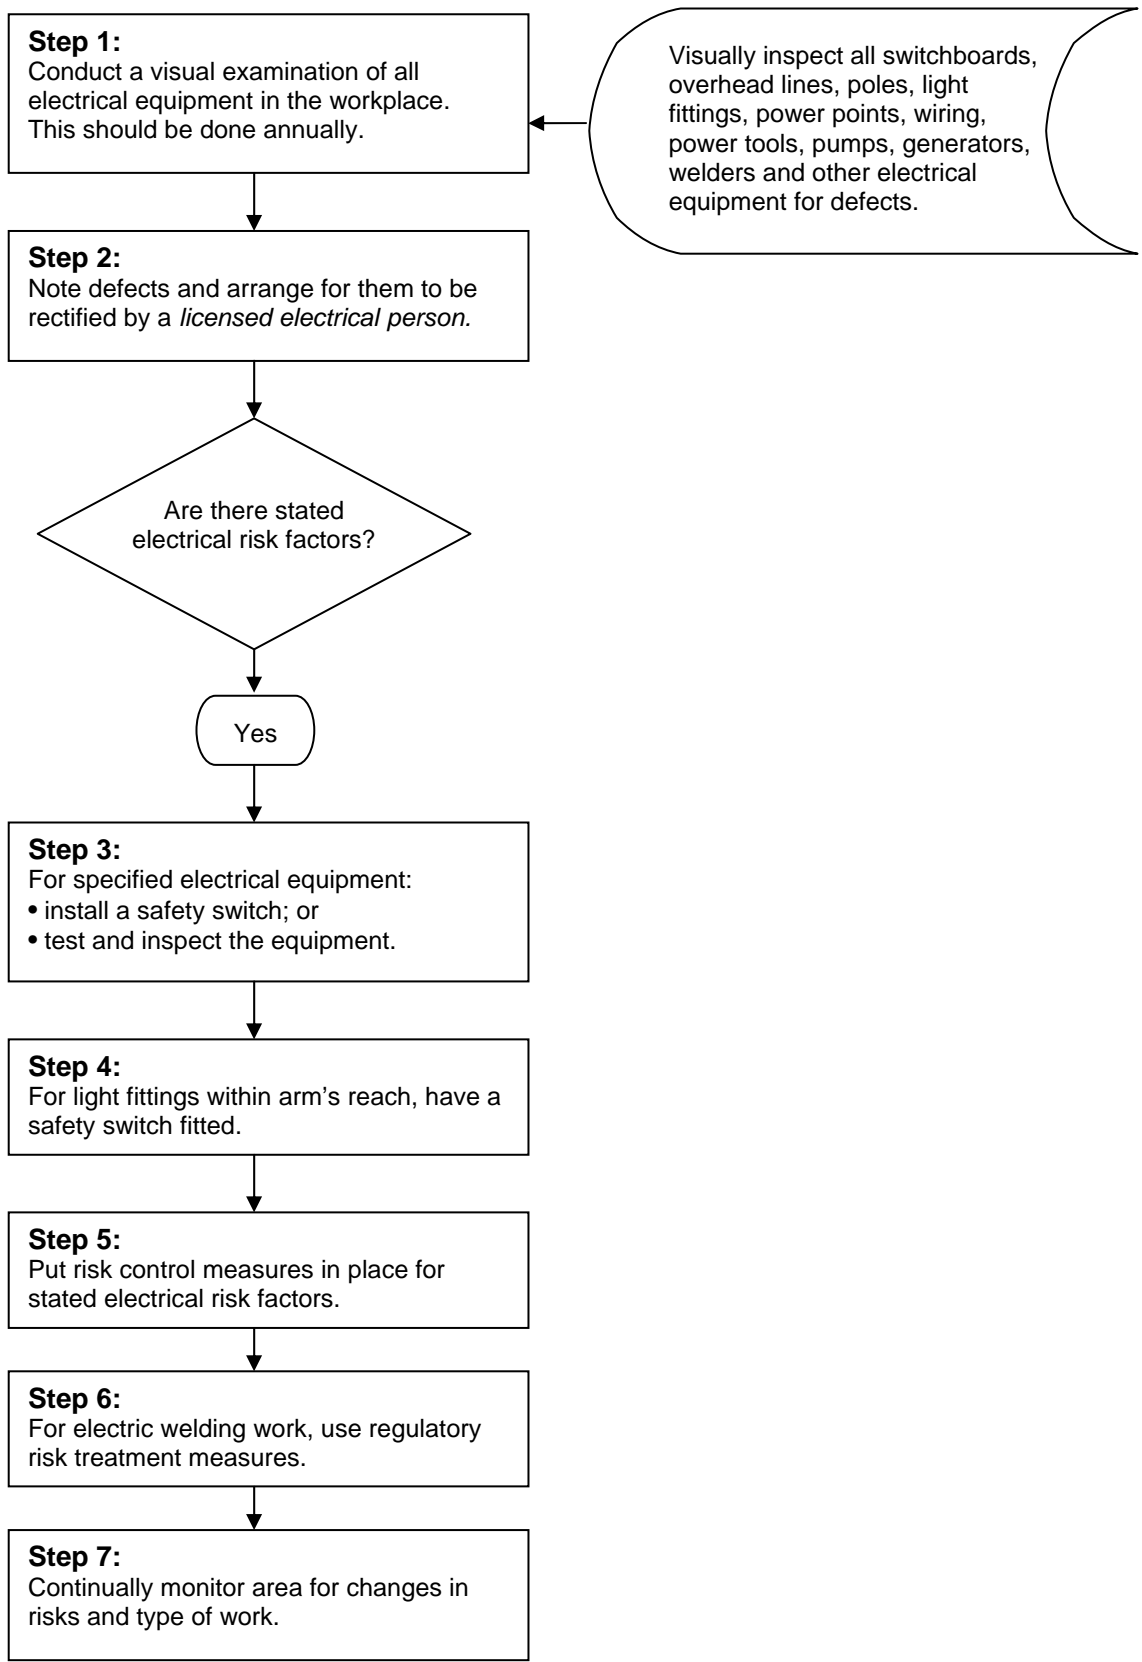 Step 1:
Conduct a visual examination of all
electrical equipment in the workplace.
This should be done annually.
Visually inspect all switchboards,
overhead lines, poles, light
fittings, power points, wiring,
power tools, pumps, generators,
welders and other electrical
equipment for defects.
Step 2:
Note defects and arrange for them to be
rectified by a licensed electrical person.
Are there stated
electrical risk factors?
Yes
Step 3:
For specified electrical equipment:
• install a safety switch; or
• test and inspect the equipment.
Step 4:
For light fittings within arm’s reach, have a
safety switch fitted.
Step 5:
Put risk control measures in place for
stated electrical risk factors.
Step 6:
For electric welding work, use regulatory
risk treatment measures.
Step 7:
Continually monitor area for changes in
risks and type of work.